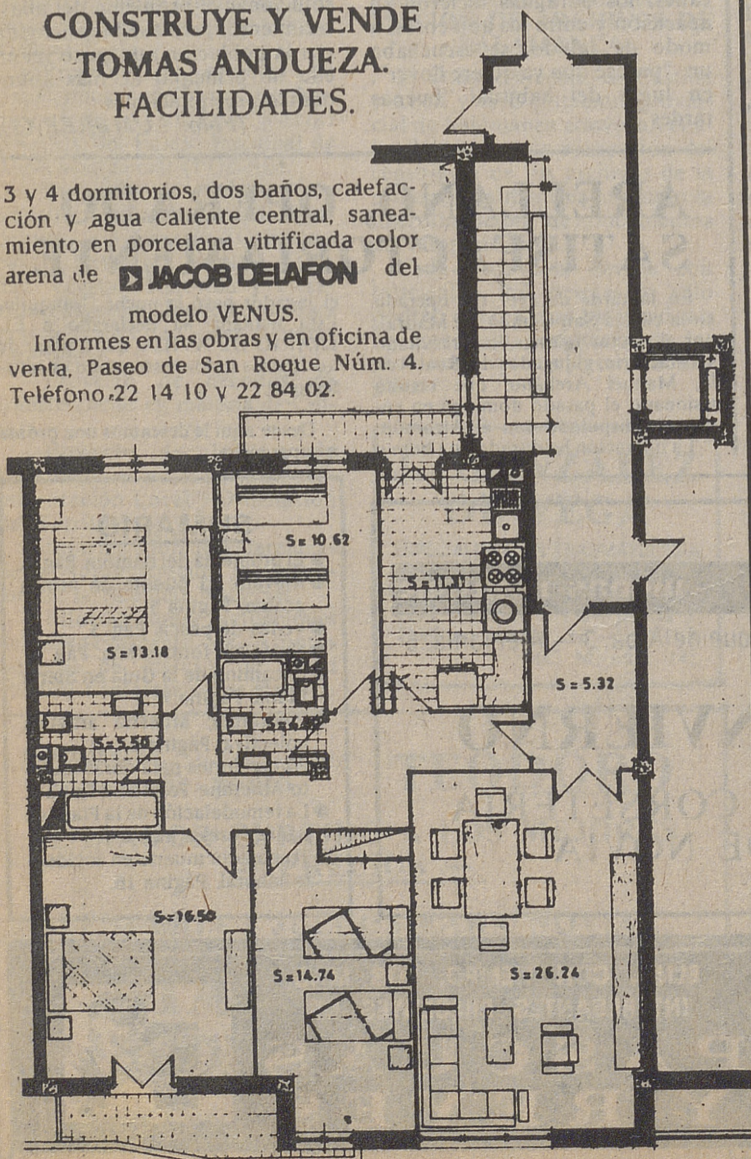 CONSTRUYE Y VENDE
TOMAS ANDUEZA.
FACILIDADES.
3 y 4 dormitorios, dos baños, calefac-
ción y agua caliente central, sanea-
miento en porcelana vitrificada color
arena de JACOB DELAFON del
modelo VENUS.
Informes en las obras y en oficina de
venta, Paseo de San Roque Núm. 4.
Teléfono 22 14 10 y 22 84 02.
S=10.62
S=13.18
S=5.32
S=5.50
S=16.50
S=14.74
S=26.24